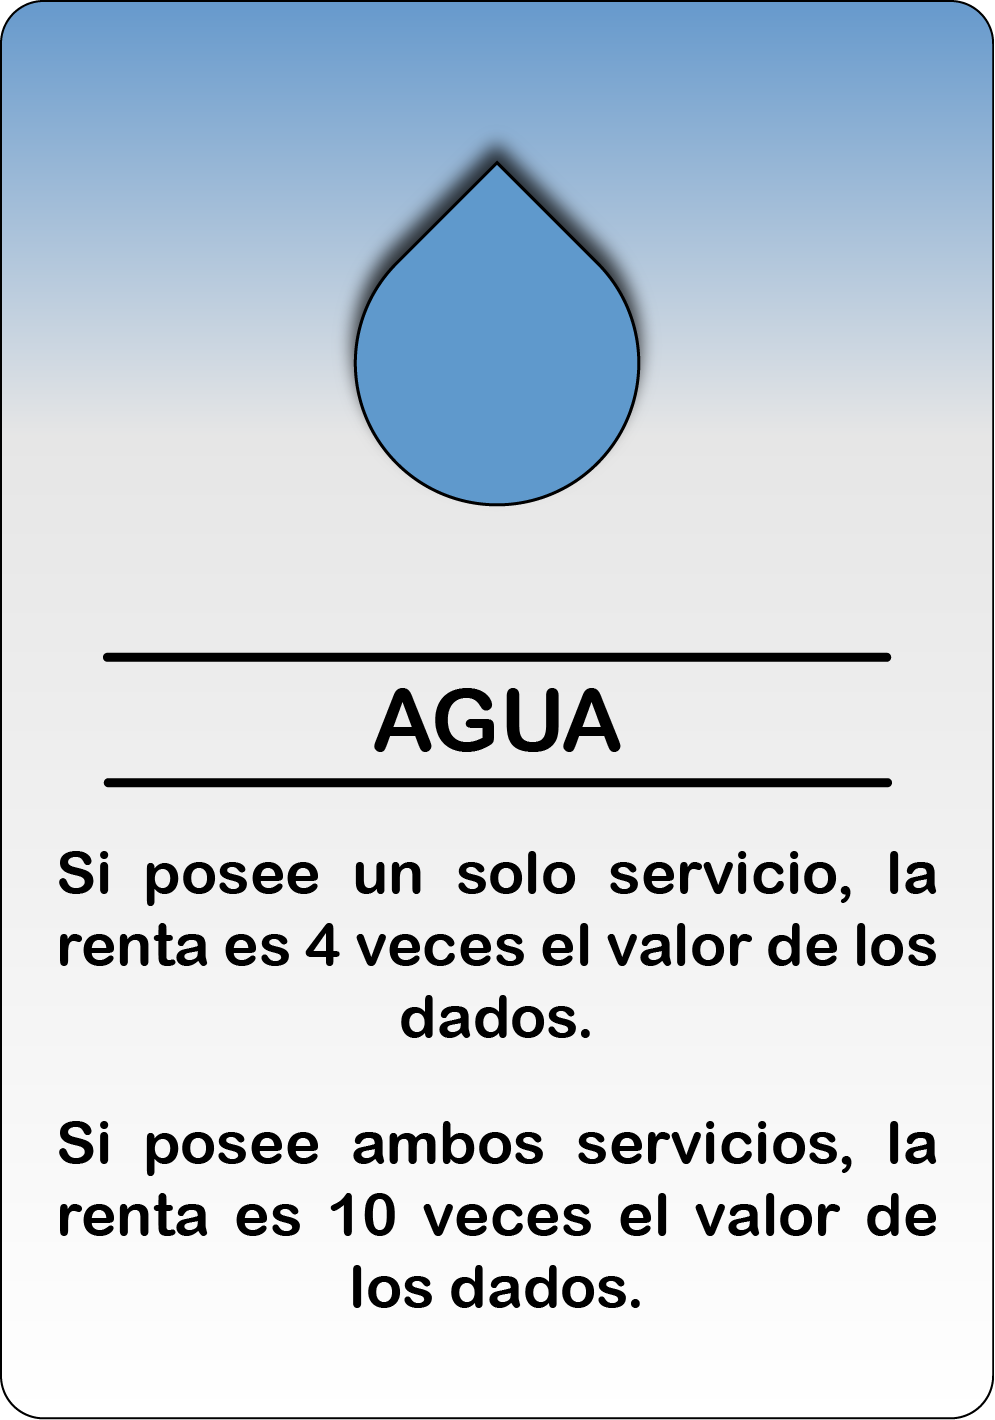 AGUA
Si posee un solo servicio, la
renta es 4 veces el valor de los
dados.
Si posee ambos servicios, la
renta es 10 veces el valor de
los dados.